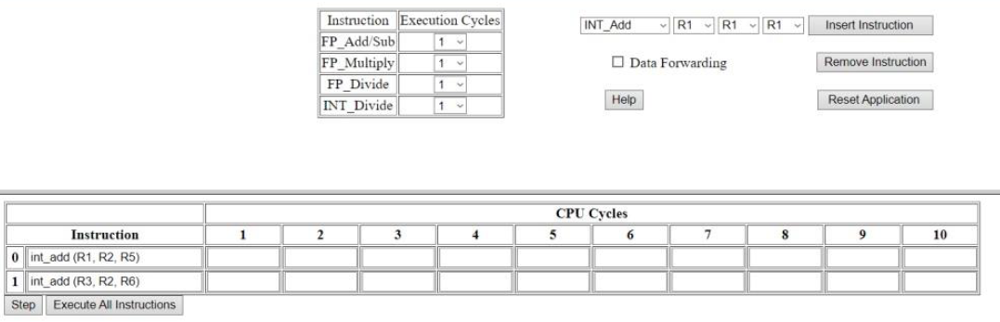 Instruction Execution Cycles
FP_Add/Sub 1
FP_Multiply 1
FP_Divide 1
INT_Divide 1
INT_Add R1 R1 R1 Insert Instruction
Data Forwarding Remove Instruction
Help Reset Application
CPU Cycles
Instruction 1 2 3 4 5 6 7 8 9 10
0 int_add (R1, R2, R5)
1 int_add (R3, R2, R6)
Step Execute All Instructions